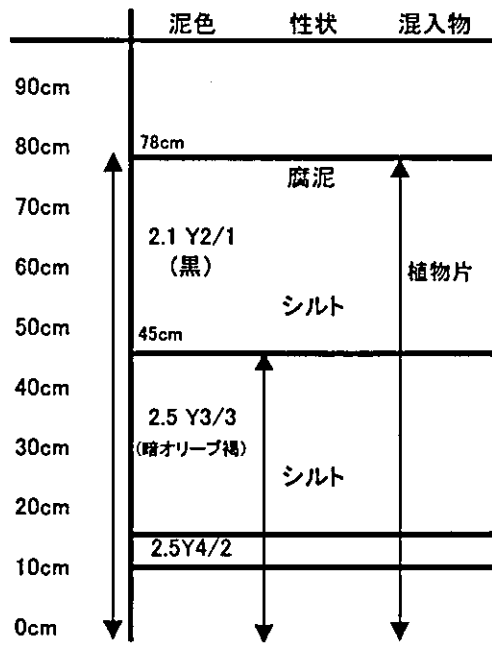 泥色 性状 混入物
90cm
80cm 78cm
腐泥
70cm
2.1 Y2/1
60cm (黒) 植物片
シルト
50cm 45cm
40cm
2.5 Y3/3
30cm (暗オリーブ褐)
シルト
20cm
2.5Y4/2
10cm
0cm